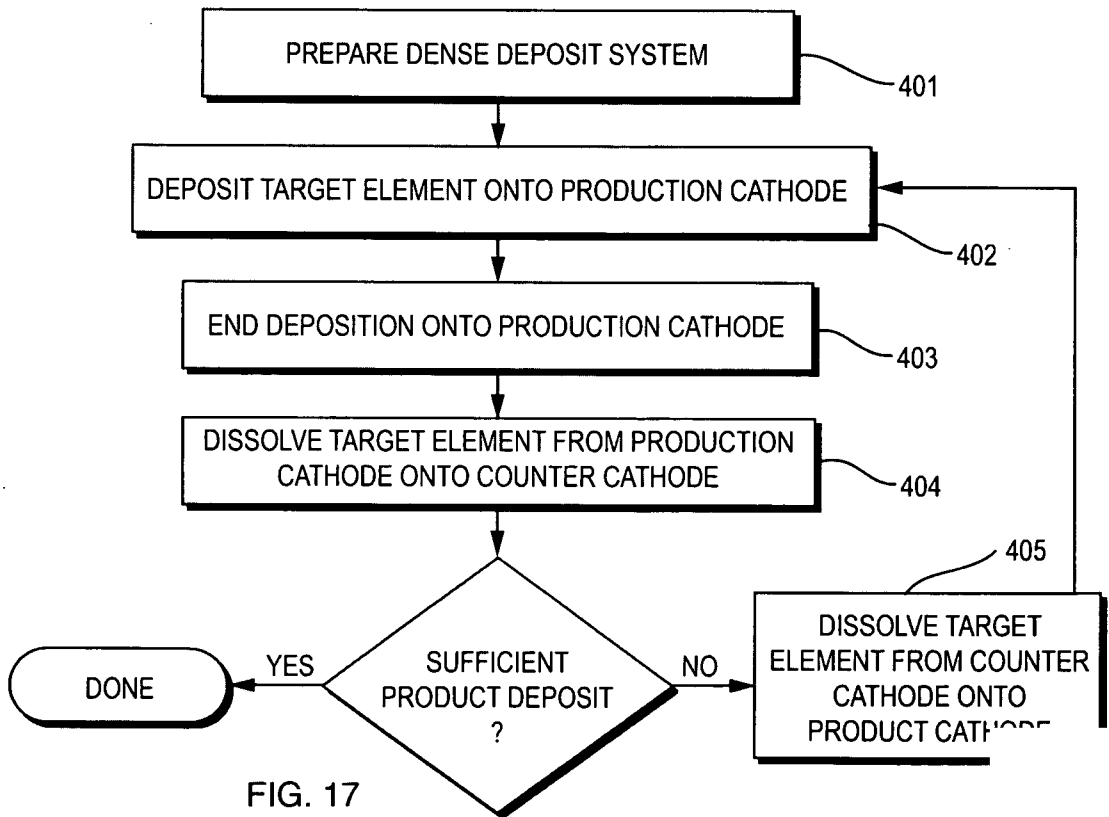 PREPARE DENSE DEPOSIT SYSTEM
401
DEPOSIT TARGET ELEMENT ONTO PRODUCTION CATHODE
402
END DEPOSITION ONTO PRODUCTION CATHODE
403
DISSOLVE TARGET ELEMENT FROM PRODUCTION
CATHODE ONTO COUNTER CATHODE
404
405
SUFFICIENT
PRODUCT DEPOSIT
?
YES
DONE
NO
DISSOLVE TARGET
ELEMENT FROM COUNTER
CATHODE ONTO
PRODUCT
FIG. 17